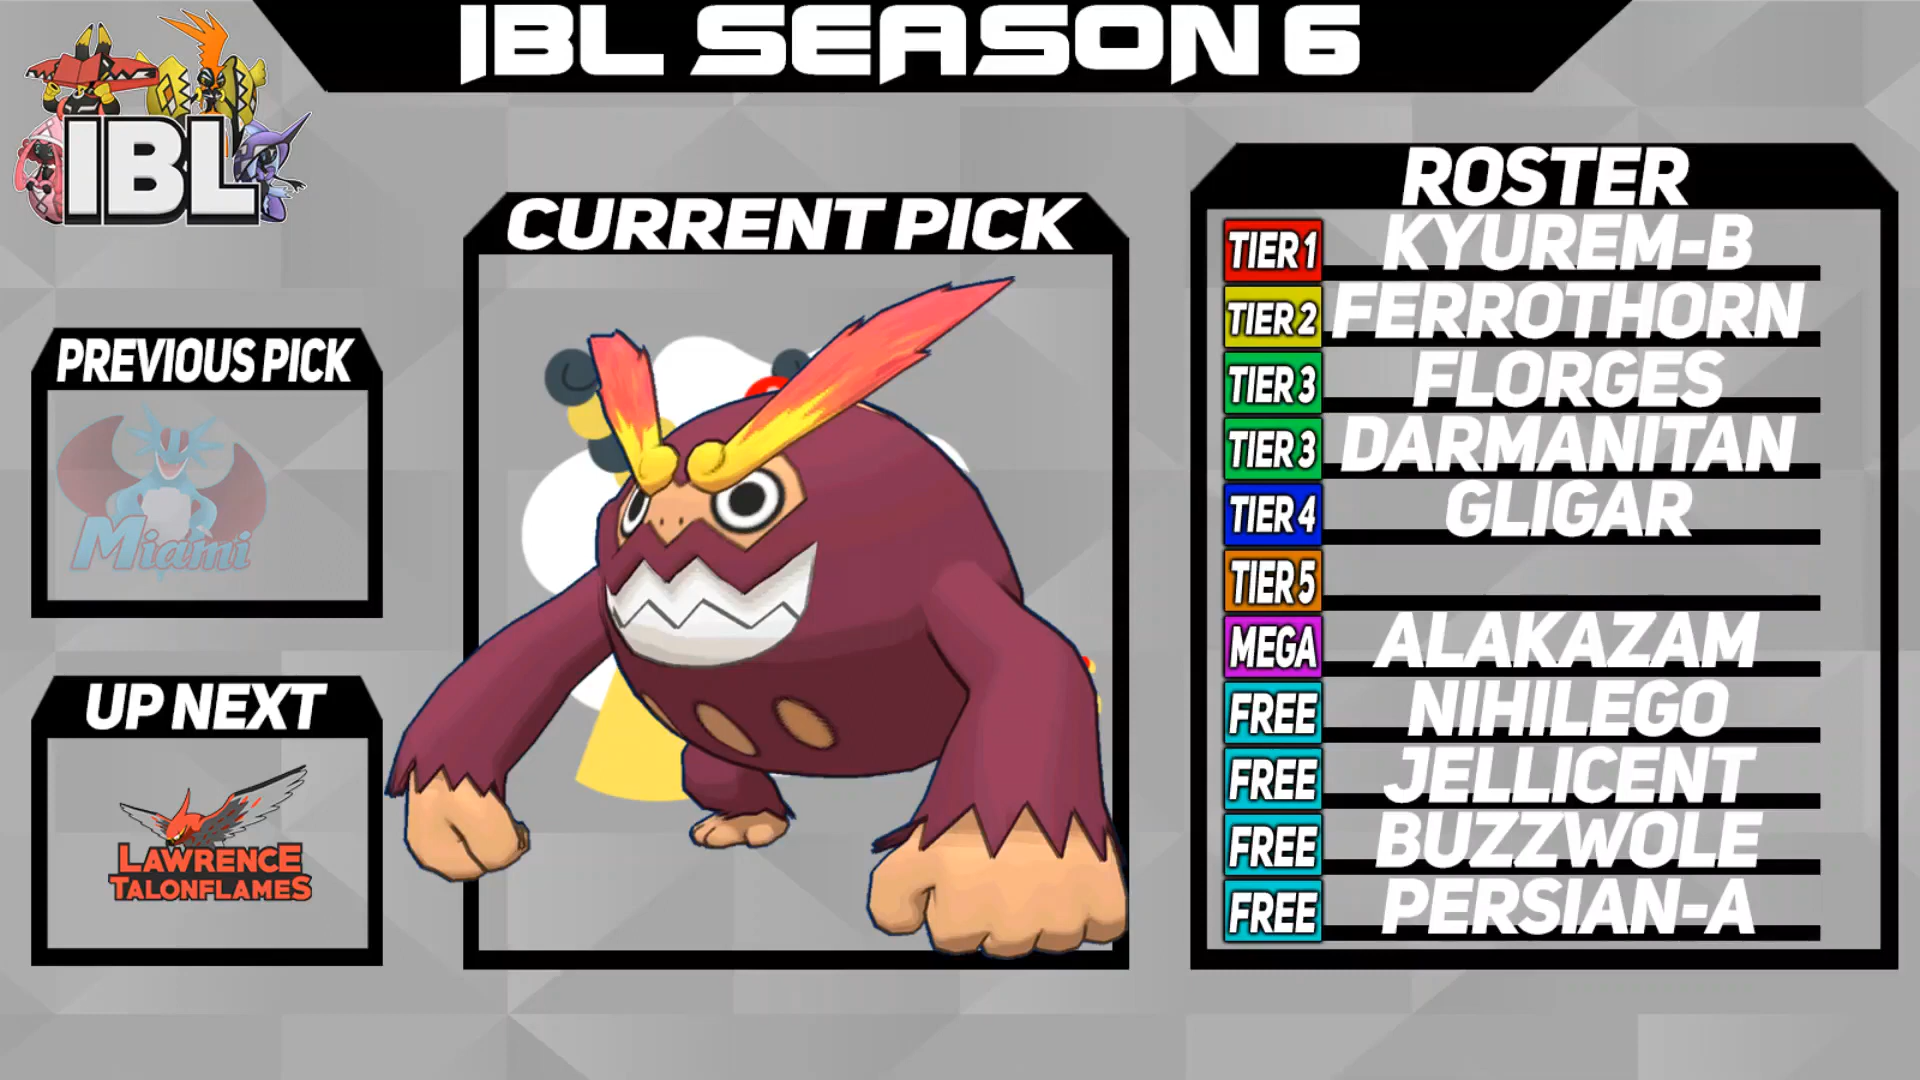 IBL SEASON 6
IBL
CURRENT PICK
PREVIOUS PICK
Miami
UP NEXT
LAWRENCE
TALONFLAMES
ROSTER
TIER 1 KYUREM-B
TIER 2 FERROTHORN
TIER 3 FLORGES
TIER 3 DARMANITAN
TIER 4 GLIGAR
TIER 5
MEGA ALAKAZAM
FREE NIHILEGO
FREE JELLICENT
FREE BUZZWOLE
FREE PERSIAN-A